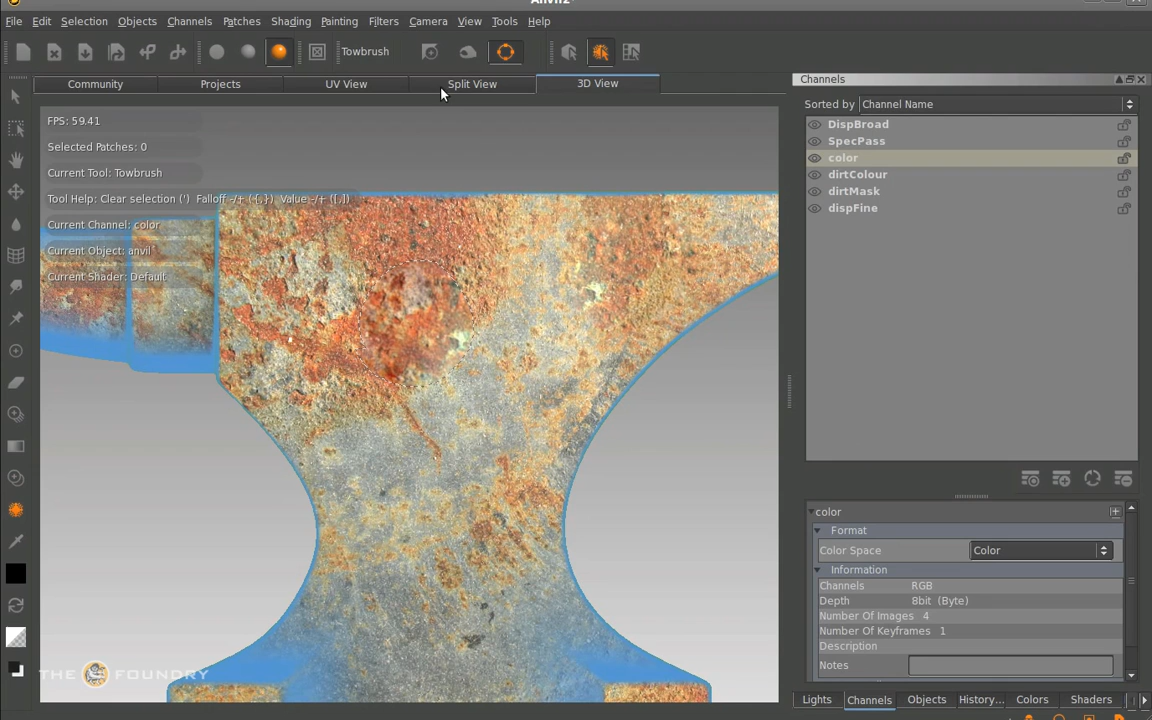 Anvil2*
File Edit Selection Objects Channels Patches Shading Painting Filters Camera View Tools Help
Towbrush
Community Projects UV View Split View 3D View
FPS: 59.41
Selected Patches: 0
Current Tool: Towbrush
Tool Help: Clear selection (') Falloff -/+ ({,}) Value -/+ ([,])
Current Channel: color
Current Object: anvil
Current Shader: Default
THE FOUNDRY
Channels
Sorted by Channel Name
DispBroad
SpecPass
color
dirtColour
dirtMask
dispFine
color
Format
Color Space Color
Information
Channels RGB
Depth 8bit (Byte)
Number Of Images 4
Number Of Keyframes 1
Description
Notes
Lights Channels Objects History... Colors Shaders